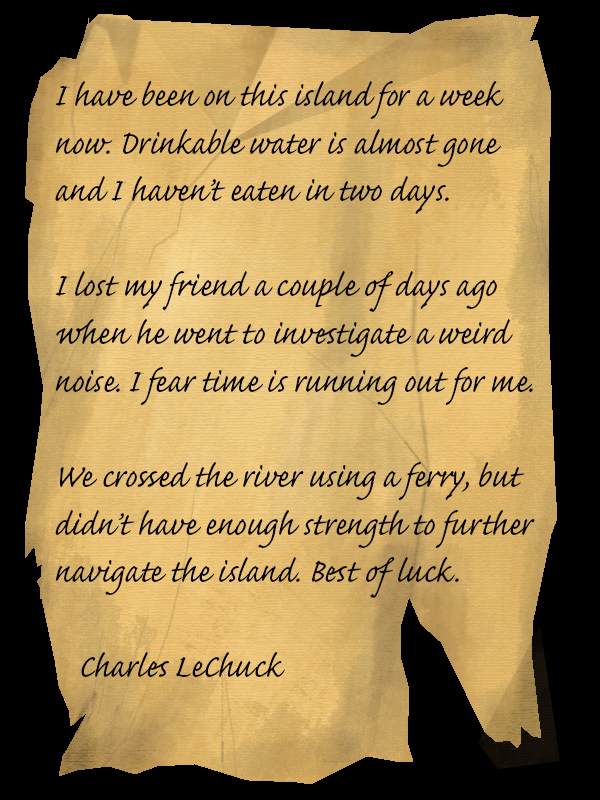 I have been on this island for a week
now. Drinkable water is almost gone
and I haven't eaten in two days.
I lost my friend a couple of days ago
when he went to investigate a weird
noise. I fear time is running out for me.
We crossed the river using a ferry, but
didn't have enough strength to further
navigate the island. Best of luck.
Charles LeChuck